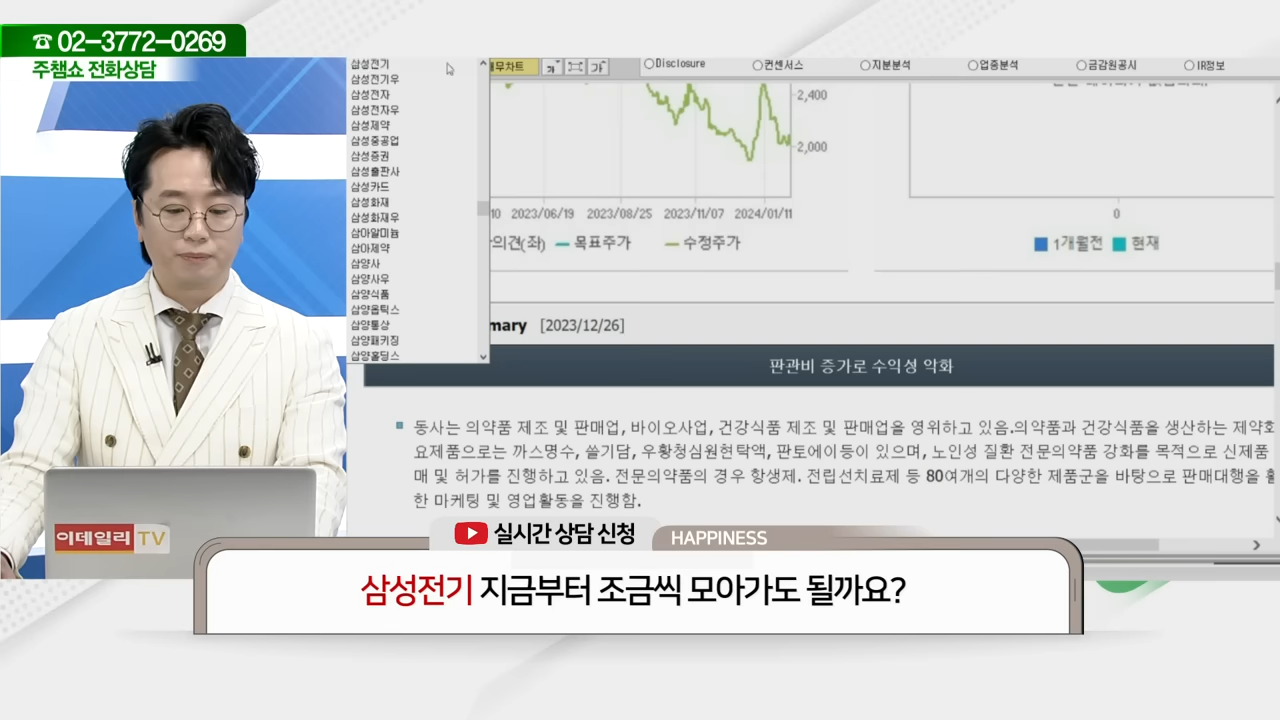 ☎ 02-3772-0269
주챔쇼 전화상담
삼성전기
삼성전기우
삼성전자
삼성전자우
삼성제약
삼성중공업
삼성증권
삼성출판사
삼성카드
삼성화재
삼성화재우
삼아알미늄
삼아제약
삼양사
삼양사우
삼양식품
삼양옵틱스
삼양통상
삼양패키징
삼양홀딩스
재무차트 가 가
Disclosure 컨센서스 지분분석 업종분석 금감원공시 IR정보
2,400
2,000
10 2023/06/19 2023/08/25 2023/11/07 2024/01/11
0
의견(좌) 목표주가 수정주가
1개월전 현재
mary [2023/12/26]
판관비 증가로 수익성 악화
동사는 의약품 제조 및 판매업, 바이오사업, 건강식품 제조 및 판매업을 영위하고 있음.의약품과 건강식품을 생산하는 제약회
요제품으로는 까스명수, 쓸기담, 우황청심원현탁액, 판토에이등이 있으며, 노인성 질환 전문의약품 강화를 목적으로 신제품
매 및 허가를 진행하고 있음. 전문의약품의 경우 항생제. 전립선치료제 등 80여개의 다양한 제품군을 바탕으로 판매대행을
한 마케팅 및 영업활동을 진행함.
이데일리 TV
실시간 상담 신청 HAPPINESS
삼성전기 지금부터 조금씩 모아가도 될까요?